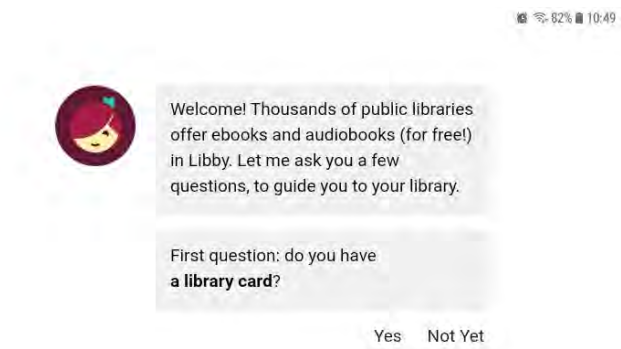 82% 10:49
Welcome! Thousands of public libraries
offer ebooks and audiobooks (for free!)
in Libby. Let me ask you a few
questions, to guide you to your library.
First question: do you have
a library card?
Yes Not Yet